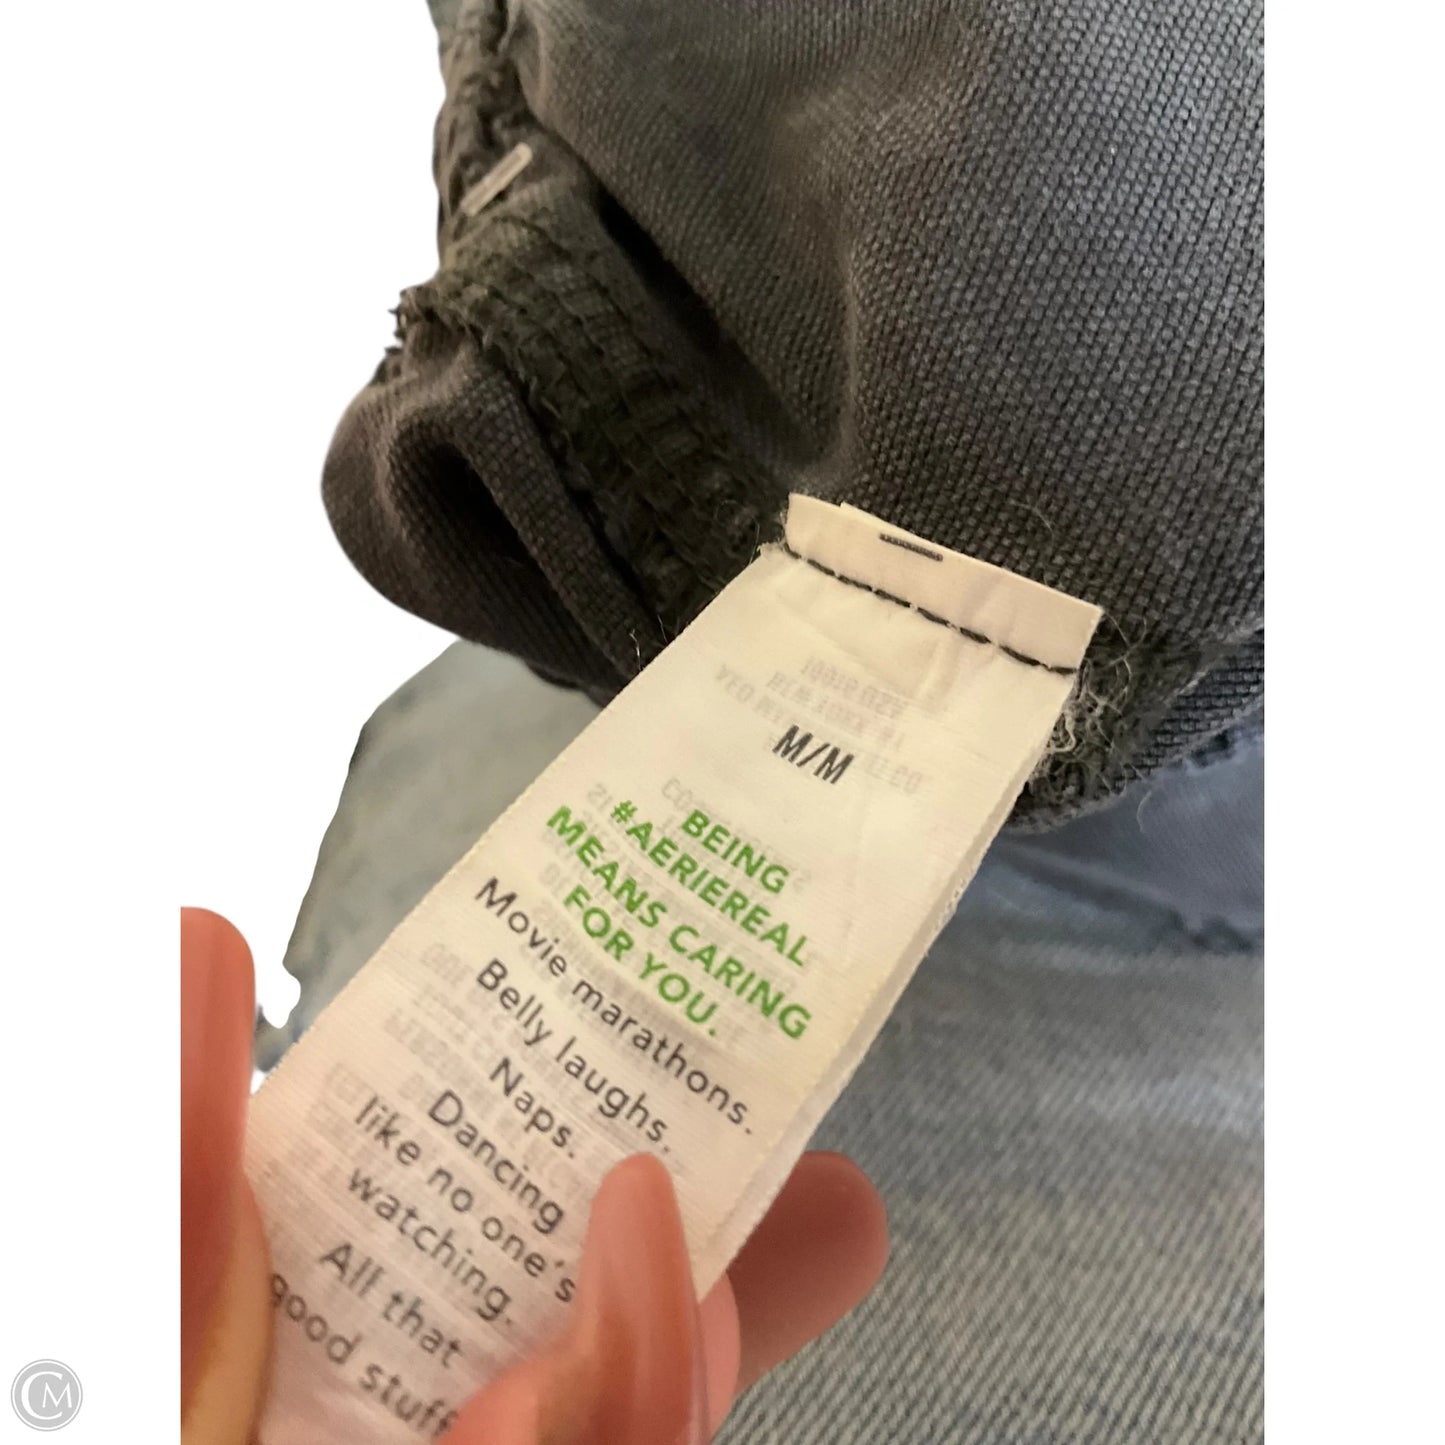 M/M
BEING
#AERIEREAL
MEANS CARING
FOR YOU.
Movie marathons.
Belly laughs.
Naps.
Dancing
like no one's
watching.
All that
good stuff
CM